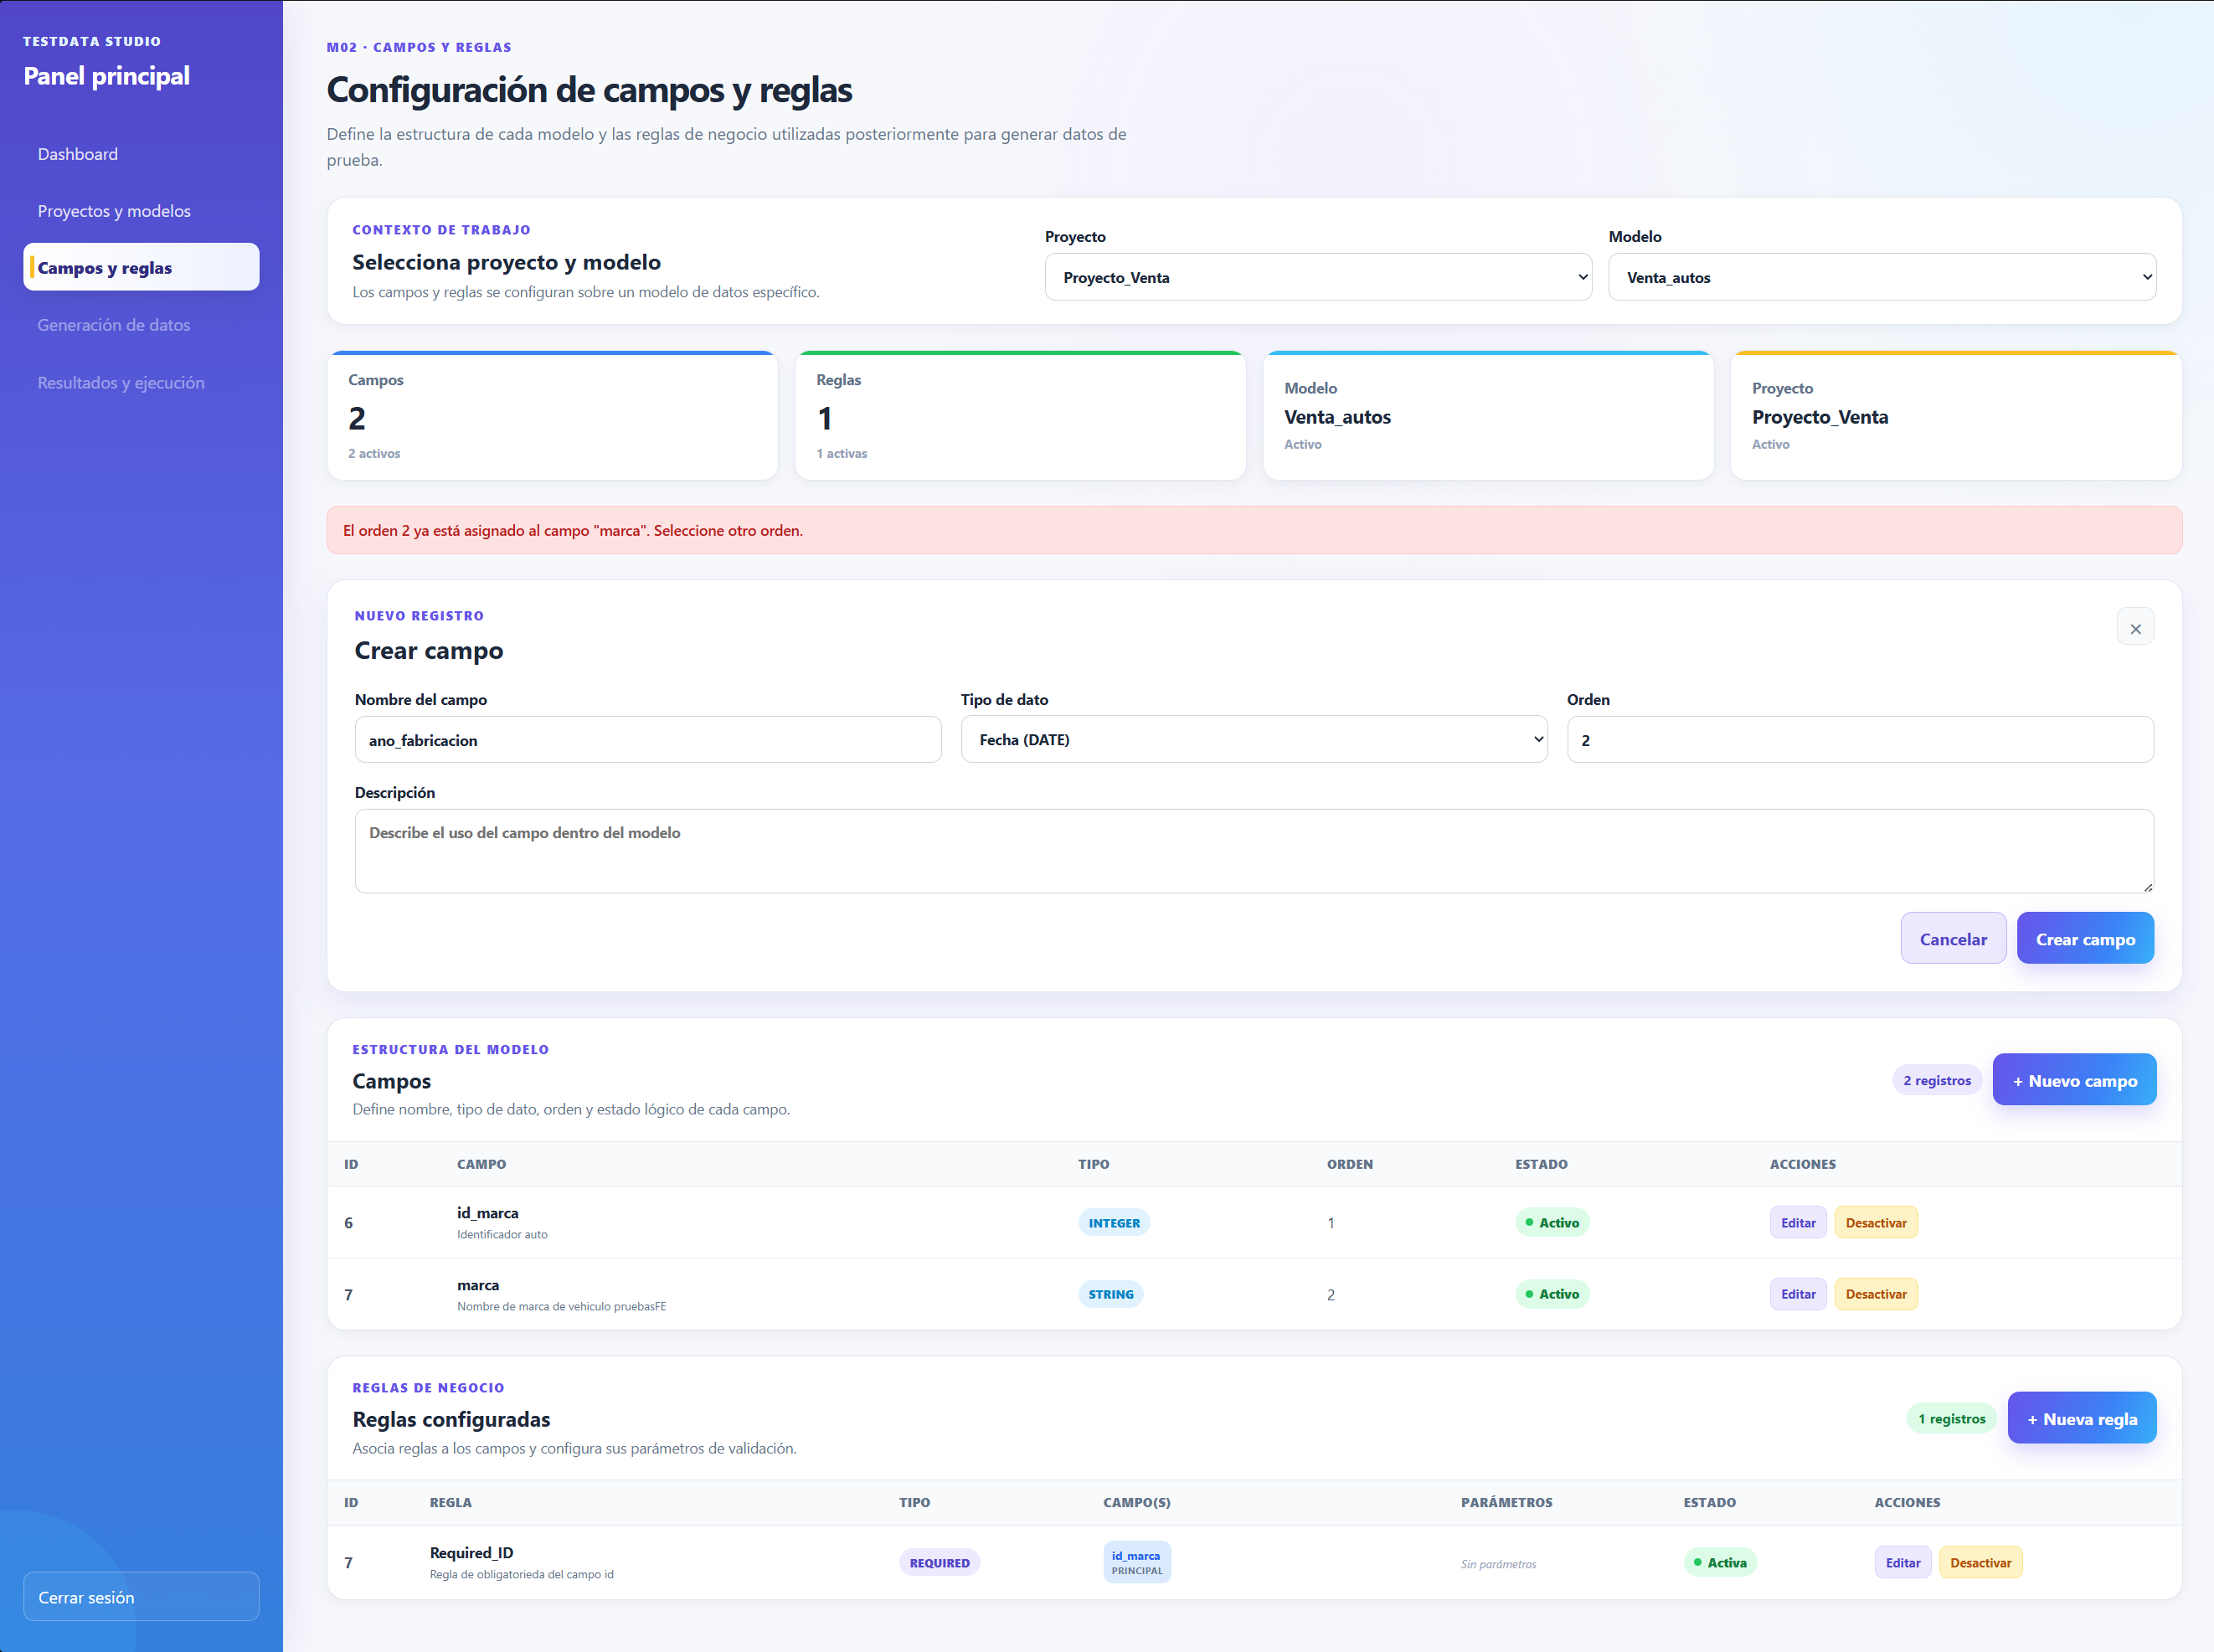 TESTDATA STUDIO
Panel principal
Dashboard
Proyectos y modelos
Campos y reglas
Generación de datos
Resultados y ejecución
Cerrar sesión
M02 · CAMPOS Y REGLAS
Configuración de campos y reglas
Define la estructura de cada modelo y las reglas de negocio utilizadas posteriormente para generar datos de
prueba.
CONTEXTO DE TRABAJO
Selecciona proyecto y modelo
Los campos y reglas se configuran sobre un modelo de datos específico.
Proyecto
Proyecto_Venta
Modelo
Venta_autos
Campos
2
2 activos
Reglas
1
1 activas
Modelo
Venta_autos
Activo
Proyecto
Proyecto_Venta
Activo
El orden 2 ya está asignado al campo "marca". Seleccione otro orden.
NUEVO REGISTRO
Crear campo
×
Nombre del campo
ano_fabricacion
Tipo de dato
Fecha (DATE)
Orden
2
Descripción
Describe el uso del campo dentro del modelo
Cancelar
Crear campo
ESTRUCTURA DEL MODELO
Campos
Define nombre, tipo de dato, orden y estado lógico de cada campo.
2 registros
+ Nuevo campo
ID CAMPO TIPO ORDEN ESTADO ACCIONES
6 id_marca INTEGER 1 Activo Editar Desactivar
Identificador auto
7 marca STRING 2 Activo Editar Desactivar
Nombre de marca de vehiculo pruebasFE
REGLAS DE NEGOCIO
Reglas configuradas
Asocia reglas a los campos y configura sus parámetros de validación.
1 registros
+ Nueva regla
ID REGLA TIPO CAMPO(S) PARÁMETROS ESTADO ACCIONES
7 Required_ID REQUIRED id_marca Sin parámetros Activa Editar Desactivar
Regla de obligatorieda del campo id PRINCIPAL